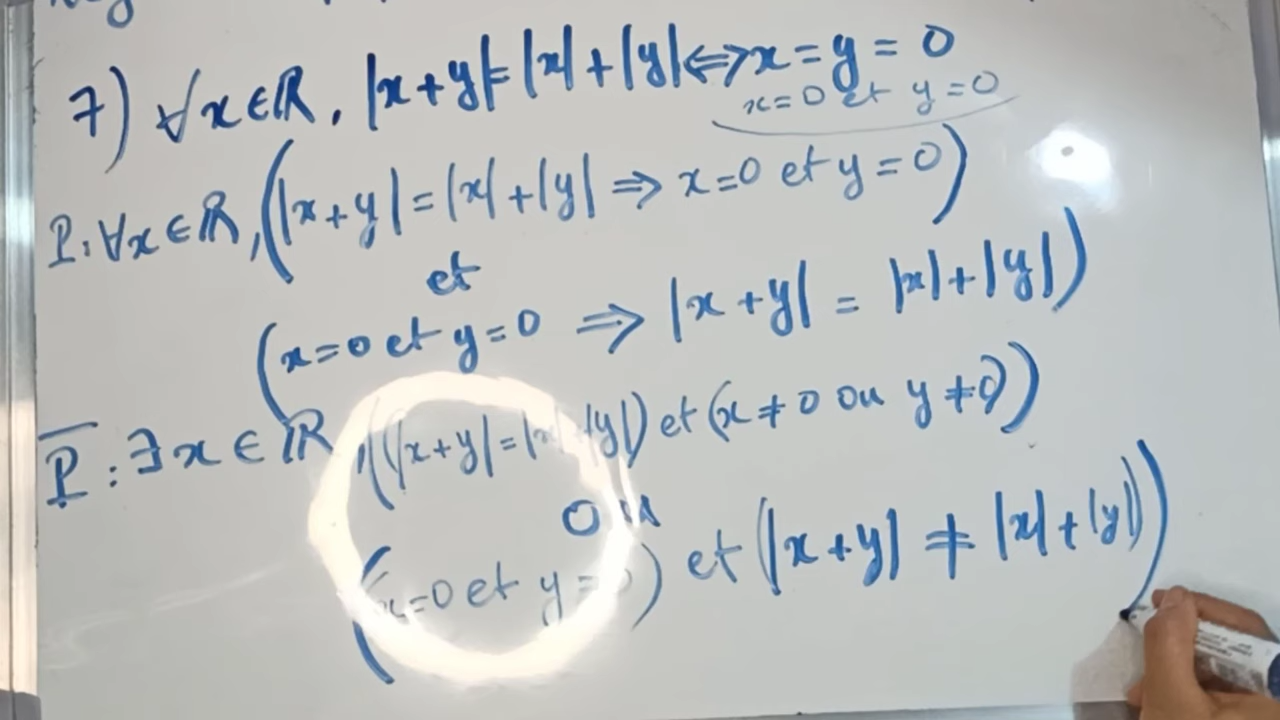 7) ∀x∈ℝ, |x+y|=|x|+|y|⇔x=y=0
x=0 et y=0
P: ∀x∈ℝ, (|x+y|=|x|+|y| ⇒ x=0 et y=0)
et
(x=0 et y=0 ⇒ |x+y| = |x|+|y|)
P̅: ∃x∈ℝ, ((|x+y|=|x|+|y|) et (x≠0 ou y≠0))
ou
(x=0 et y=0) et (|x+y| ≠ |x|+|y|))